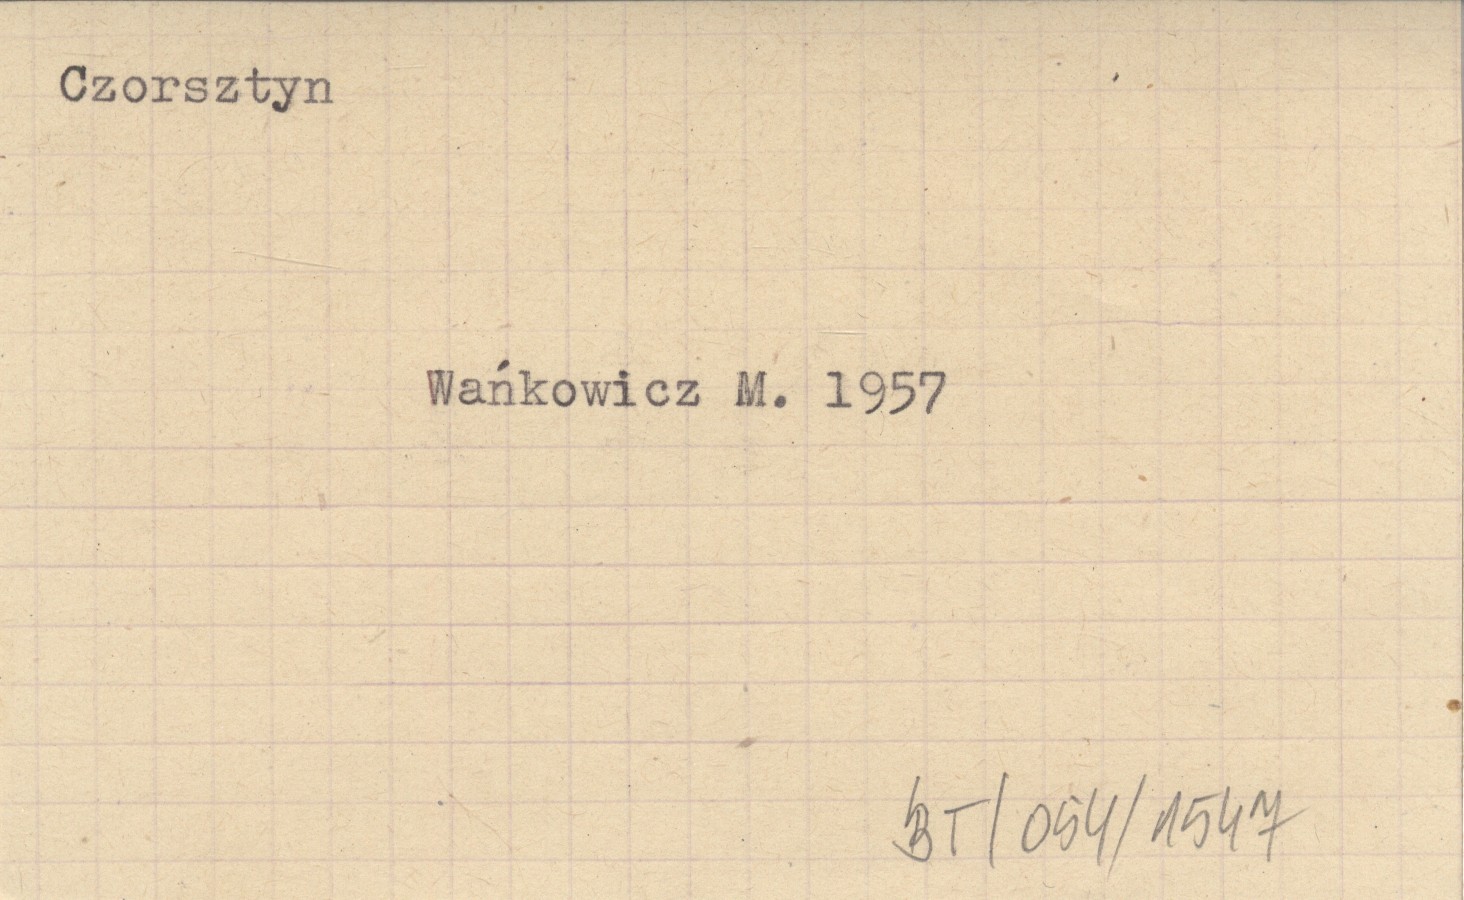 Czorsztyn
Wańkowicz M. 1957
BT/054/1547